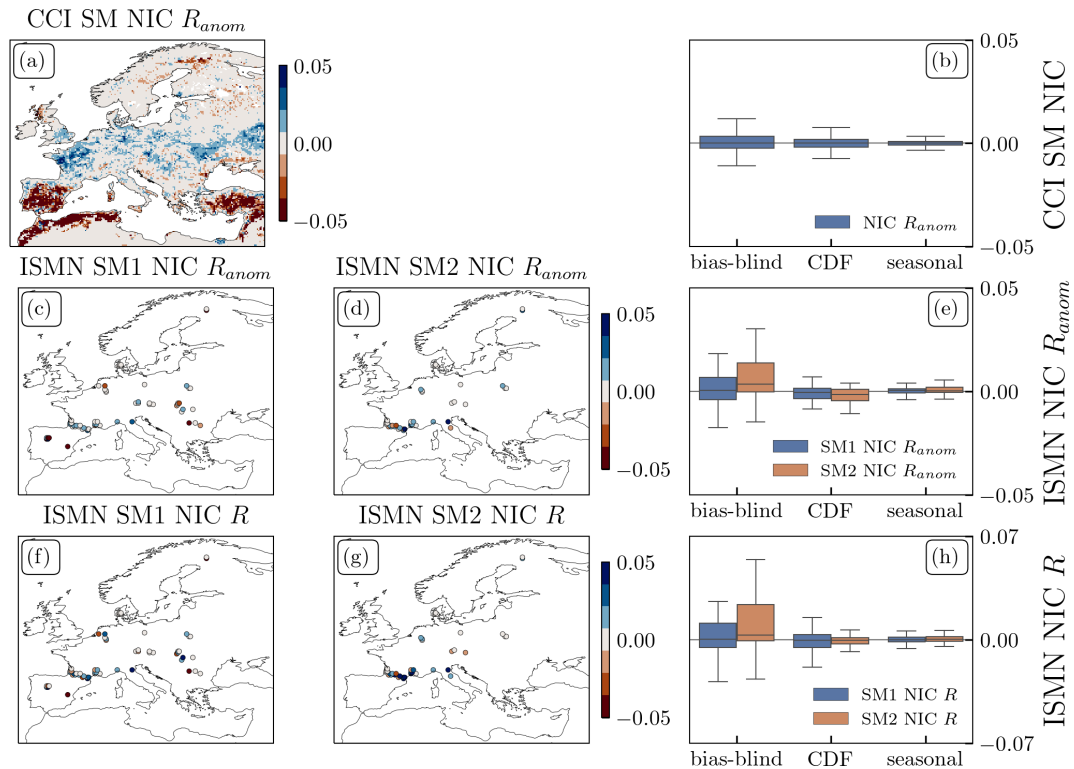 CCI SM NIC R_anom
(a)
0.05
0.00
−0.05
(b)
0.05
0.00
−0.05
CCI SM NIC
NIC R_anom
bias-blind CDF seasonal
ISMN SM1 NIC R_anom
(c)
ISMN SM2 NIC R_anom
(d)
0.05
0.00
−0.05
(e)
0.05
0.00
−0.05
ISMN NIC R_anom
SM1 NIC R_anom
SM2 NIC R_anom
bias-blind CDF seasonal
ISMN SM1 NIC R
(f)
ISMN SM2 NIC R
(g)
0.05
0.00
−0.05
(h)
0.07
0.00
−0.07
ISMN NIC R
SM1 NIC R
SM2 NIC R
bias-blind CDF seasonal